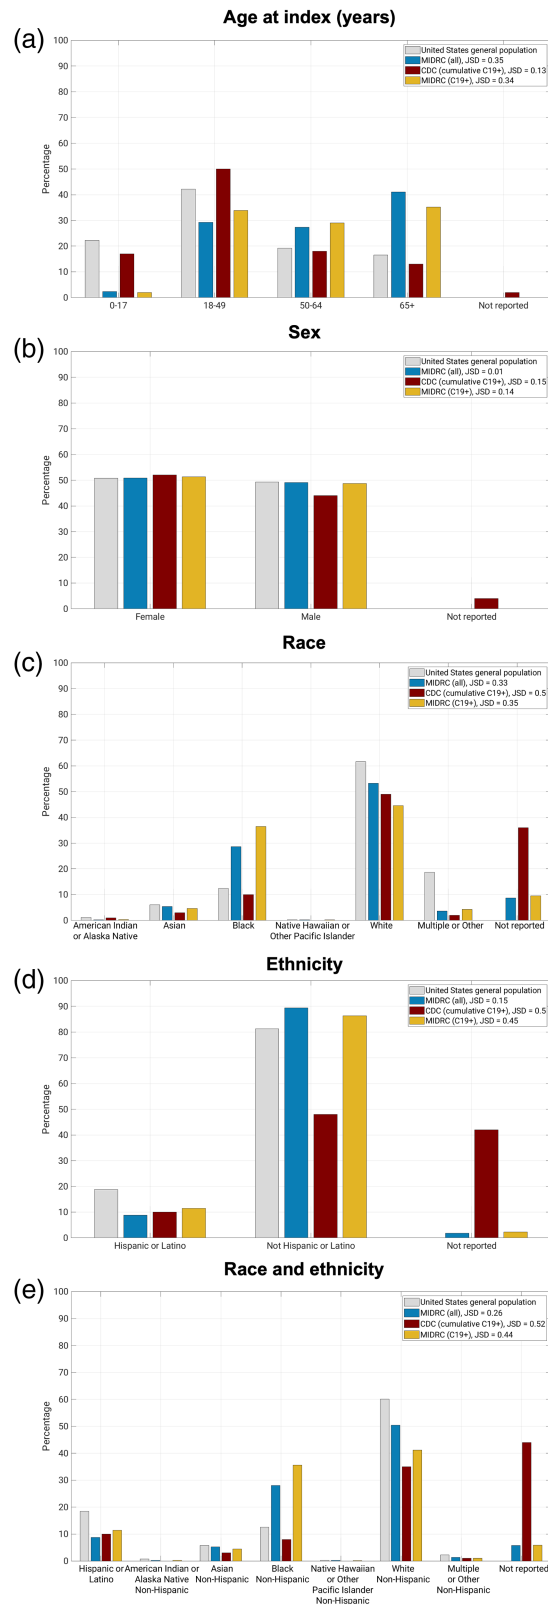 (a)
Age at index (years)
United States general population
MIDRC (all), JSD = 0.35
CDC (cumulative C19+), JSD = 0.13
MIDRC (C19+), JSD = 0.34
Percentage
100
90
80
70
60
50
40
30
20
10
0
0-17
18-49
50-64
65+
Not reported
(b)
Sex
United States general population
MIDRC (all), JSD = 0.01
CDC (cumulative C19+), JSD = 0.15
MIDRC (C19+), JSD = 0.14
Percentage
100
90
80
70
60
50
40
30
20
10
0
Female
Male
Not reported
(c)
Race
United States general population
MIDRC (all), JSD = 0.33
CDC (cumulative C19+), JSD = 0.5
MIDRC (C19+), JSD = 0.35
Percentage
100
90
80
70
60
50
40
30
20
10
0
American Indian
or Alaska Native
Asian
Black
Native Hawaiian or
Other Pacific Islander
White
Multiple or Other
Not reported
(d)
Ethnicity
United States general population
MIDRC (all), JSD = 0.15
CDC (cumulative C19+), JSD = 0.5
MIDRC (C19+), JSD = 0.45
Percentage
100
90
80
70
60
50
40
30
20
10
0
Hispanic or Latino
Not Hispanic or Latino
Not reported
(e)
Race and ethnicity
United States general population
MIDRC (all), JSD = 0.26
CDC (cumulative C19+), JSD = 0.52
MIDRC (C19+), JSD = 0.44
Percentage
100
90
80
70
60
50
40
30
20
10
0
Hispanic or
Latino
American Indian or
Alaska Native
Non-Hispanic
Asian
Non-Hispanic
Black
Non-Hispanic
Native Hawaiian
or Other
Pacific Islander
Non-Hispanic
White
Non-Hispanic
Multiple
or Other
Non-Hispanic
Not reported